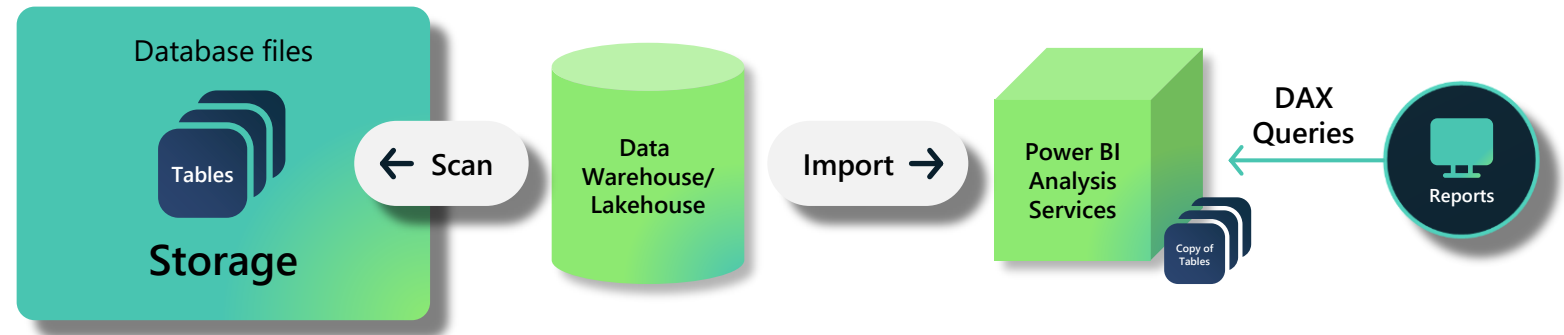 Database files
Tables
Storage
← Scan
Data
Warehouse/
Lakehouse
Import →
Power BI
Analysis
Services
Copy of
Tables
DAX
Queries
Reports